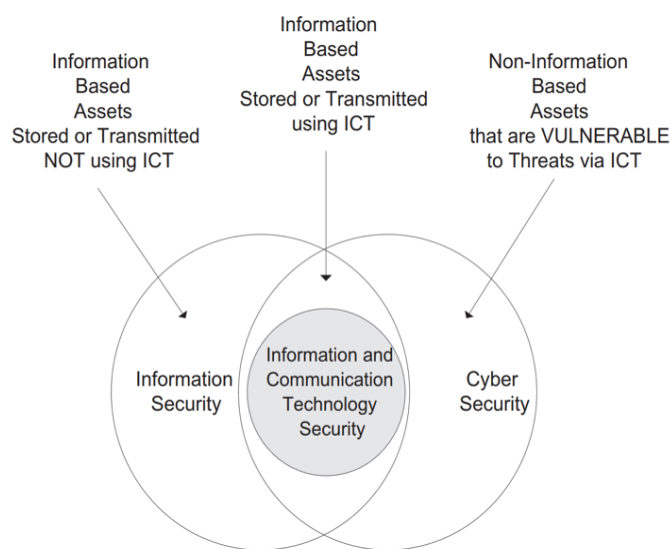 Information
Based
Assets
Stored or Transmitted
NOT using ICT
Information
Based
Assets
Stored or Transmitted
using ICT
Non-Information
Based
Assets
that are VULNERABLE
to Threats via ICT
Information
Security
Information and
Communication
Technology
Security
Cyber
Security